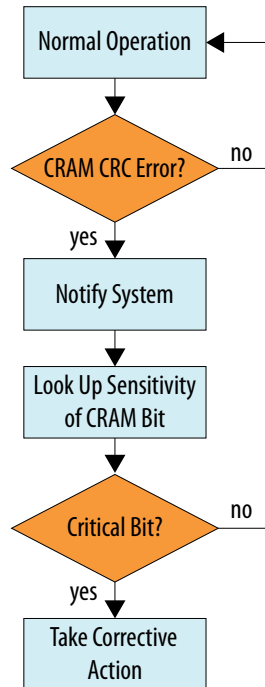 Normal Operation
CRAM CRC Error?
no
yes
Notify System
Look Up Sensitivity
of CRAM Bit
Critical Bit?
no
yes
Take Corrective
Action